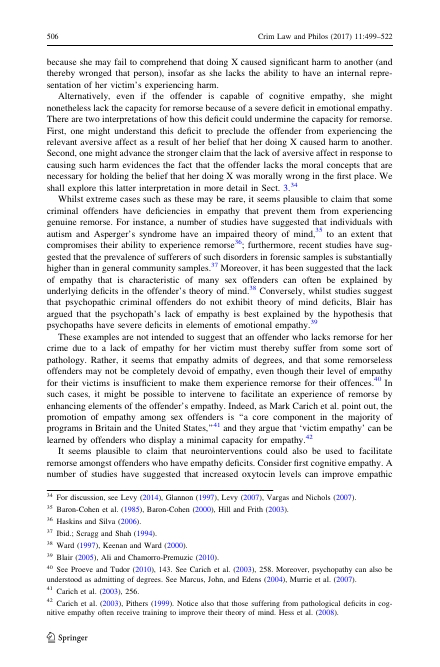 506 Crim Law and Philos (2017) 11:499–522
because she may fail to comprehend that doing X caused significant harm to another (and
thereby wronged that person), insofar as she lacks the ability to have an internal repre-
sentation of her victim's experiencing harm.
Alternatively, even if the offender is capable of cognitive empathy, she might
nonetheless lack the capacity for remorse because of a severe deficit in emotional empathy.
There are two interpretations of how this deficit could undermine the capacity for remorse.
First, one might understand this deficit to preclude the offender from experiencing the
relevant aversive affect as a result of her belief that her doing X caused harm to another.
Second, one might advance the stronger claim that the lack of aversive affect in response to
causing such harm evidences the fact that the offender lacks the moral concepts that are
necessary for holding the belief that her doing X was morally wrong in the first place. We
shall explore this latter interpretation in more detail in Sect. 3.34
Whilst extreme cases such as these may be rare, it seems plausible to claim that some
criminal offenders have deficiencies in empathy that prevent them from experiencing
genuine remorse. For instance, a number of studies have suggested that individuals with
autism and Asperger's syndrome have an impaired theory of mind,35 to an extent that
compromises their ability to experience remorse36; furthermore, recent studies have sug-
gested that the prevalence of sufferers of such disorders in forensic samples is substantially
higher than in general community samples.37 Moreover, it has been suggested that the lack
of empathy that is characteristic of many sex offenders can often be explained by
underlying deficits in the offender's theory of mind.38 Conversely, whilst studies suggest
that psychopathic criminal offenders do not exhibit theory of mind deficits, Blair has
argued that the psychopath's lack of empathy is best explained by the hypothesis that
psychopaths have severe deficits in elements of emotional empathy.39
These examples are not intended to suggest that an offender who lacks remorse for her
crime due to a lack of empathy for her victim must thereby suffer from some sort of
pathology. Rather, it seems that empathy admits of degrees, and that some remorseless
offenders may not be completely devoid of empathy, even though their level of empathy
for their victims is insufficient to make them experience remorse for their offences.40 In
such cases, it might be possible to intervene to facilitate an experience of remorse by
enhancing elements of the offender's empathy. Indeed, as Mark Carich et al. point out, the
promotion of empathy among sex offenders is “a core component in the majority of
programs in Britain and the United States,”41 and they argue that ‘victim empathy’ can be
learned by offenders who display a minimal capacity for empathy.42
It seems plausible to claim that neurointerventions could also be used to facilitate
remorse amongst offenders who have empathy deficits. Consider first cognitive empathy. A
number of studies have suggested that increased oxytocin levels can improve empathic
34 For discussion, see Levy (2014), Glannon (1997), Levy (2007), Vargas and Nichols (2007).
35 Baron-Cohen et al. (1985), Baron-Cohen (2000), Hill and Frith (2003).
36 Haskins and Silva (2006).
37 Ibid.; Scragg and Shah (1994).
38 Ward (1997), Keenan and Ward (2000).
39 Blair (2005), Ali and Chamorro-Premuzic (2010).
40 See Proeve and Tudor (2010), 143. See Carich et al. (2003), 258. Moreover, psychopathy can also be
understood as admitting of degrees. See Marcus, John, and Edens (2004), Murrie et al. (2007).
41 Carich et al. (2003), 256.
42 Carich et al. (2003), Pithers (1999). Notice also that those suffering from pathological deficits in cog-
nitive empathy often receive training to improve their theory of mind. Hess et al. (2008).
Springer